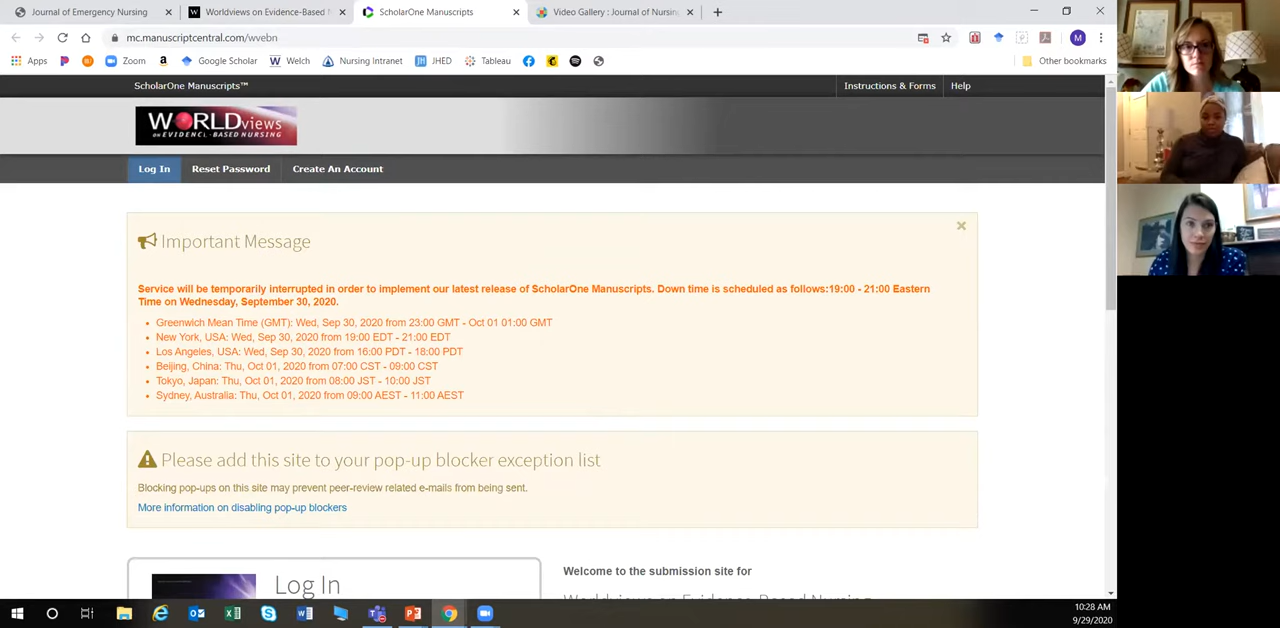 Journal of Emergency Nursing
Worldviews on Evidence-Based N
ScholarOne Manuscripts
Video Gallery : Journal of Nursin
mc.manuscriptcentral.com/wvebn
M
Apps
Zoom
Google Scholar
Welch
Nursing Intranet
JHED
Tableau
Other bookmarks
ScholarOne Manuscripts™
Instructions & Forms
Help
WORLDviews
ON EVIDENCE-BASED NURSING
Log In
Reset Password
Create An Account
Important Message
Service will be temporarily interrupted in order to implement our latest release of ScholarOne Manuscripts. Down time is scheduled as follows:19:00 - 21:00 Eastern
Time on Wednesday, September 30, 2020.
• Greenwich Mean Time (GMT): Wed, Sep 30, 2020 from 23:00 GMT - Oct 01 01:00 GMT
• New York, USA: Wed, Sep 30, 2020 from 19:00 EDT - 21:00 EDT
• Los Angeles, USA: Wed, Sep 30, 2020 from 16:00 PDT - 18:00 PDT
• Beijing, China: Thu, Oct 01, 2020 from 07:00 CST - 09:00 CST
• Tokyo, Japan: Thu, Oct 01, 2020 from 08:00 JST - 10:00 JST
• Sydney, Australia: Thu, Oct 01, 2020 from 09:00 AEST - 11:00 AEST
Please add this site to your pop-up blocker exception list
Blocking pop-ups on this site may prevent peer-review related e-mails from being sent.
More information on disabling pop-up blockers
Log In
Welcome to the submission site for
Worldviews on Evidence-Based Nursing
10:28 AM
9/29/2020